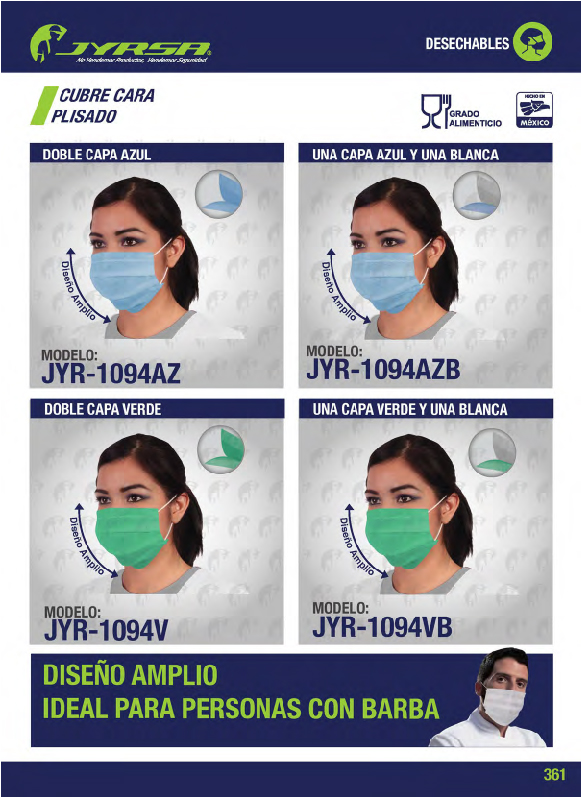 JYRSA®
No Vendemos Productos, Vendemos Seguridad
DESECHABLES
CUBRE CARA
PLISADO
GRADO
ALIMENTICIO
HECHO EN
MÉXICO
DOBLE CAPA AZUL
Diseño Amplio
MODELO:
JYR-1094AZ
UNA CAPA AZUL Y UNA BLANCA
Diseño Amplio
MODELO:
JYR-1094AZB
DOBLE CAPA VERDE
Diseño Amplio
MODELO:
JYR-1094V
UNA CAPA VERDE Y UNA BLANCA
Diseño Amplio
MODELO:
JYR-1094VB
DISEÑO AMPLIO
IDEAL PARA PERSONAS CON BARBA
361